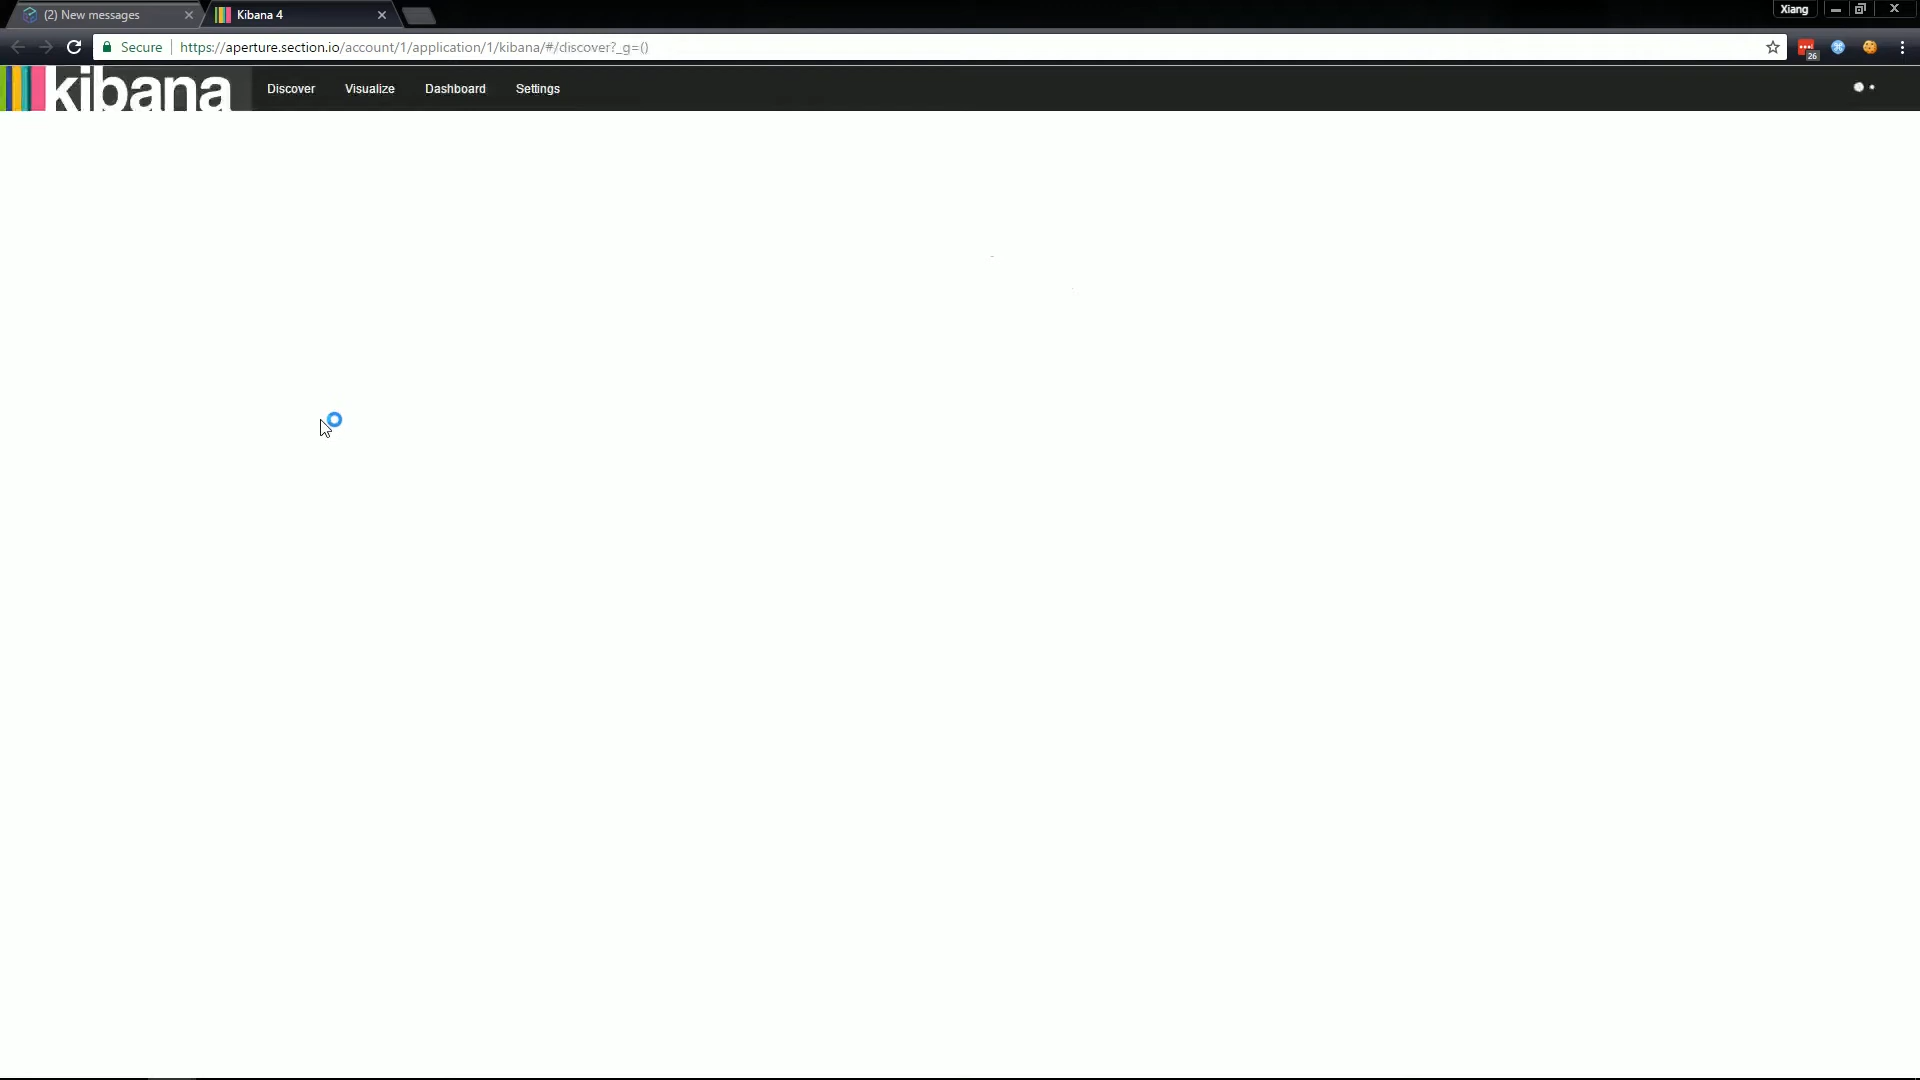 (2) New messages
Kibana 4
Xiang
Secure
https://aperture.section.io/account/1/application/1/kibana/#/discover?_g=()
26
kibana
Discover
Visualize
Dashboard
Settings